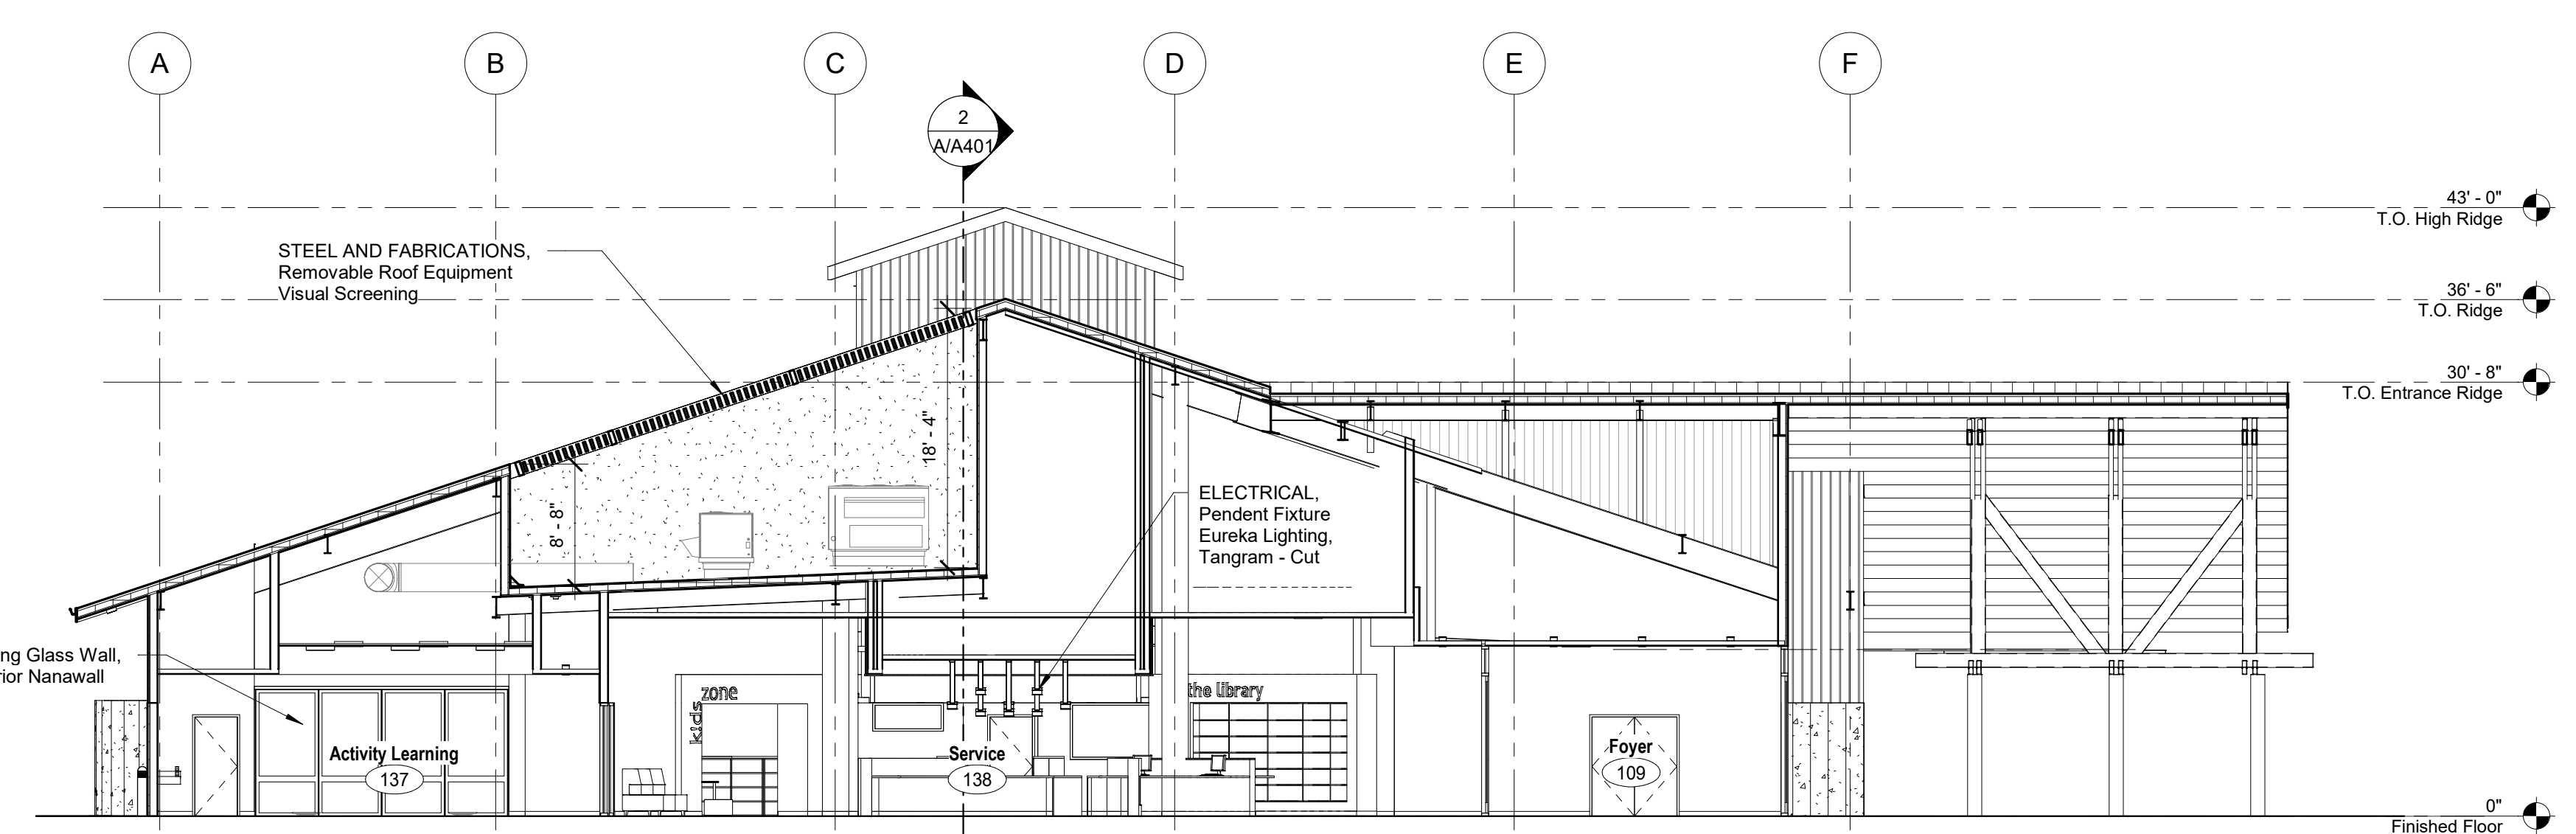 A
B
C
D
E
F
2
A/A401
43' - 0"
T.O. High Ridge
STEEL AND FABRICATIONS,
Removable Roof Equipment
Visual Screening
36' - 6"
T.O. Ridge
30' - 8"
T.O. Entrance Ridge
18' - 4"
8' - 8"
ELECTRICAL,
Pendent Fixture
Eureka Lighting,
Tangram - Cut
ng Glass Wall,
rior Nanawall
kids
zone
the library
Activity Learning
137
Service
138
Foyer
109
0"
Finished Floor